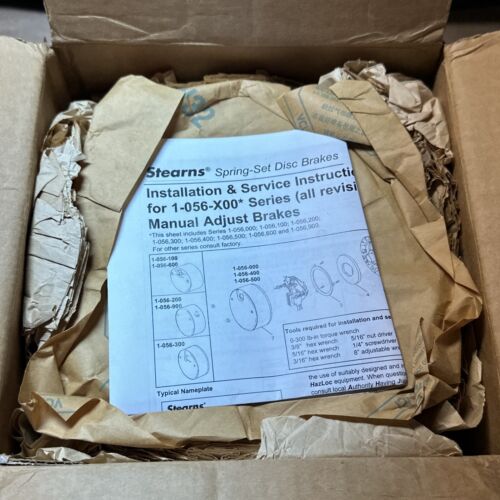 Stearns® Spring-Set Disc Brakes
Installation & Service Instructio
for 1-056-X00* Series (all revisi
Manual Adjust Brakes
*This sheet includes Series 1-056,000; 1-056,100; 1-056,200;
1-056,300; 1-056,400; 1-056,500; 1-056,600 and 1-056,900.
For other series consult factory.
1-056-100
1-056-600
1-056-200
1-056-900
1-056-300
1-056-000
1-056-400
1-056-500
Tools required for installation and se
0-300 lb-in torque wrench
3/8" hex wrench
5/16" hex wrench
3/16" hex wrench
5/16" nut driver
1/4" screwdriver
8" adjustable w
Typical Nameplate
Stearns
the use of suitably designed and
HazLoc equipment. When quest
consult local Authority Having Ju